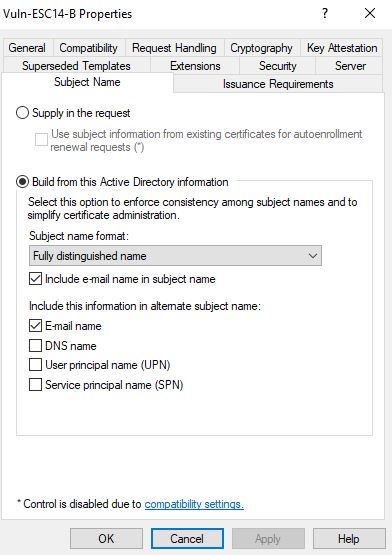 Vuln-ESC14-B Properties
?
General
Compatibility
Request Handling
Cryptography
Key Attestation
Superseded Templates
Extensions
Security
Server
Subject Name
Issuance Requirements
Supply in the request
Use subject information from existing certificates for autoenrollment
renewal requests (*)
Build from this Active Directory information
Select this option to enforce consistency among subject names and to
simplify certificate administration.
Subject name format:
Fully distinguished name
Include e-mail name in subject name
Include this information in alternate subject name:
E-mail name
DNS name
User principal name (UPN)
Service principal name (SPN)
* Control is disabled due to compatibility settings.
OK
Cancel
Apply
Help